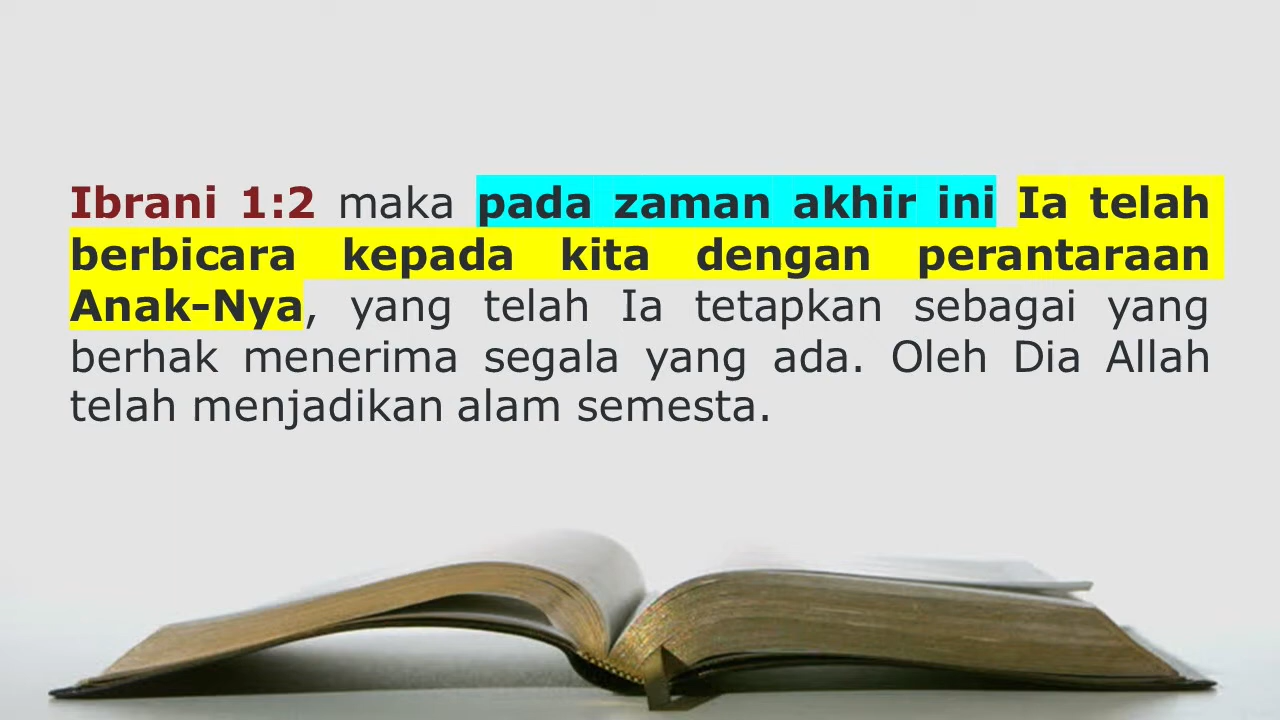 Ibrani 1:2 maka pada zaman akhir ini Ia telah
berbicara kepada kita dengan perantaraan
Anak-Nya, yang telah Ia tetapkan sebagai yang
berhak menerima segala yang ada. Oleh Dia Allah
telah menjadikan alam semesta.